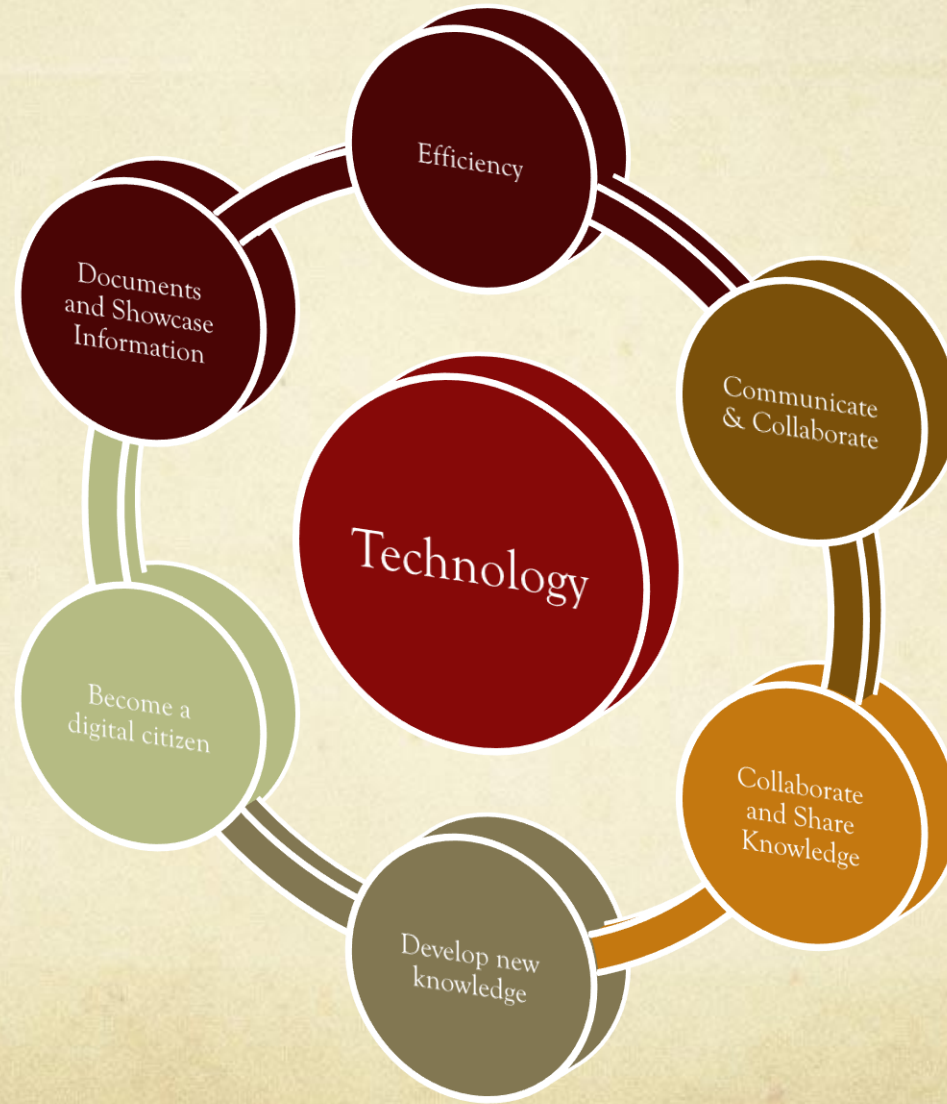 Efficiency
Documents
and Showcase
Information
Communicate
& Collaborate
Technology
Become a
digital citizen
Collaborate
and Share
Knowledge
Develop new
knowledge